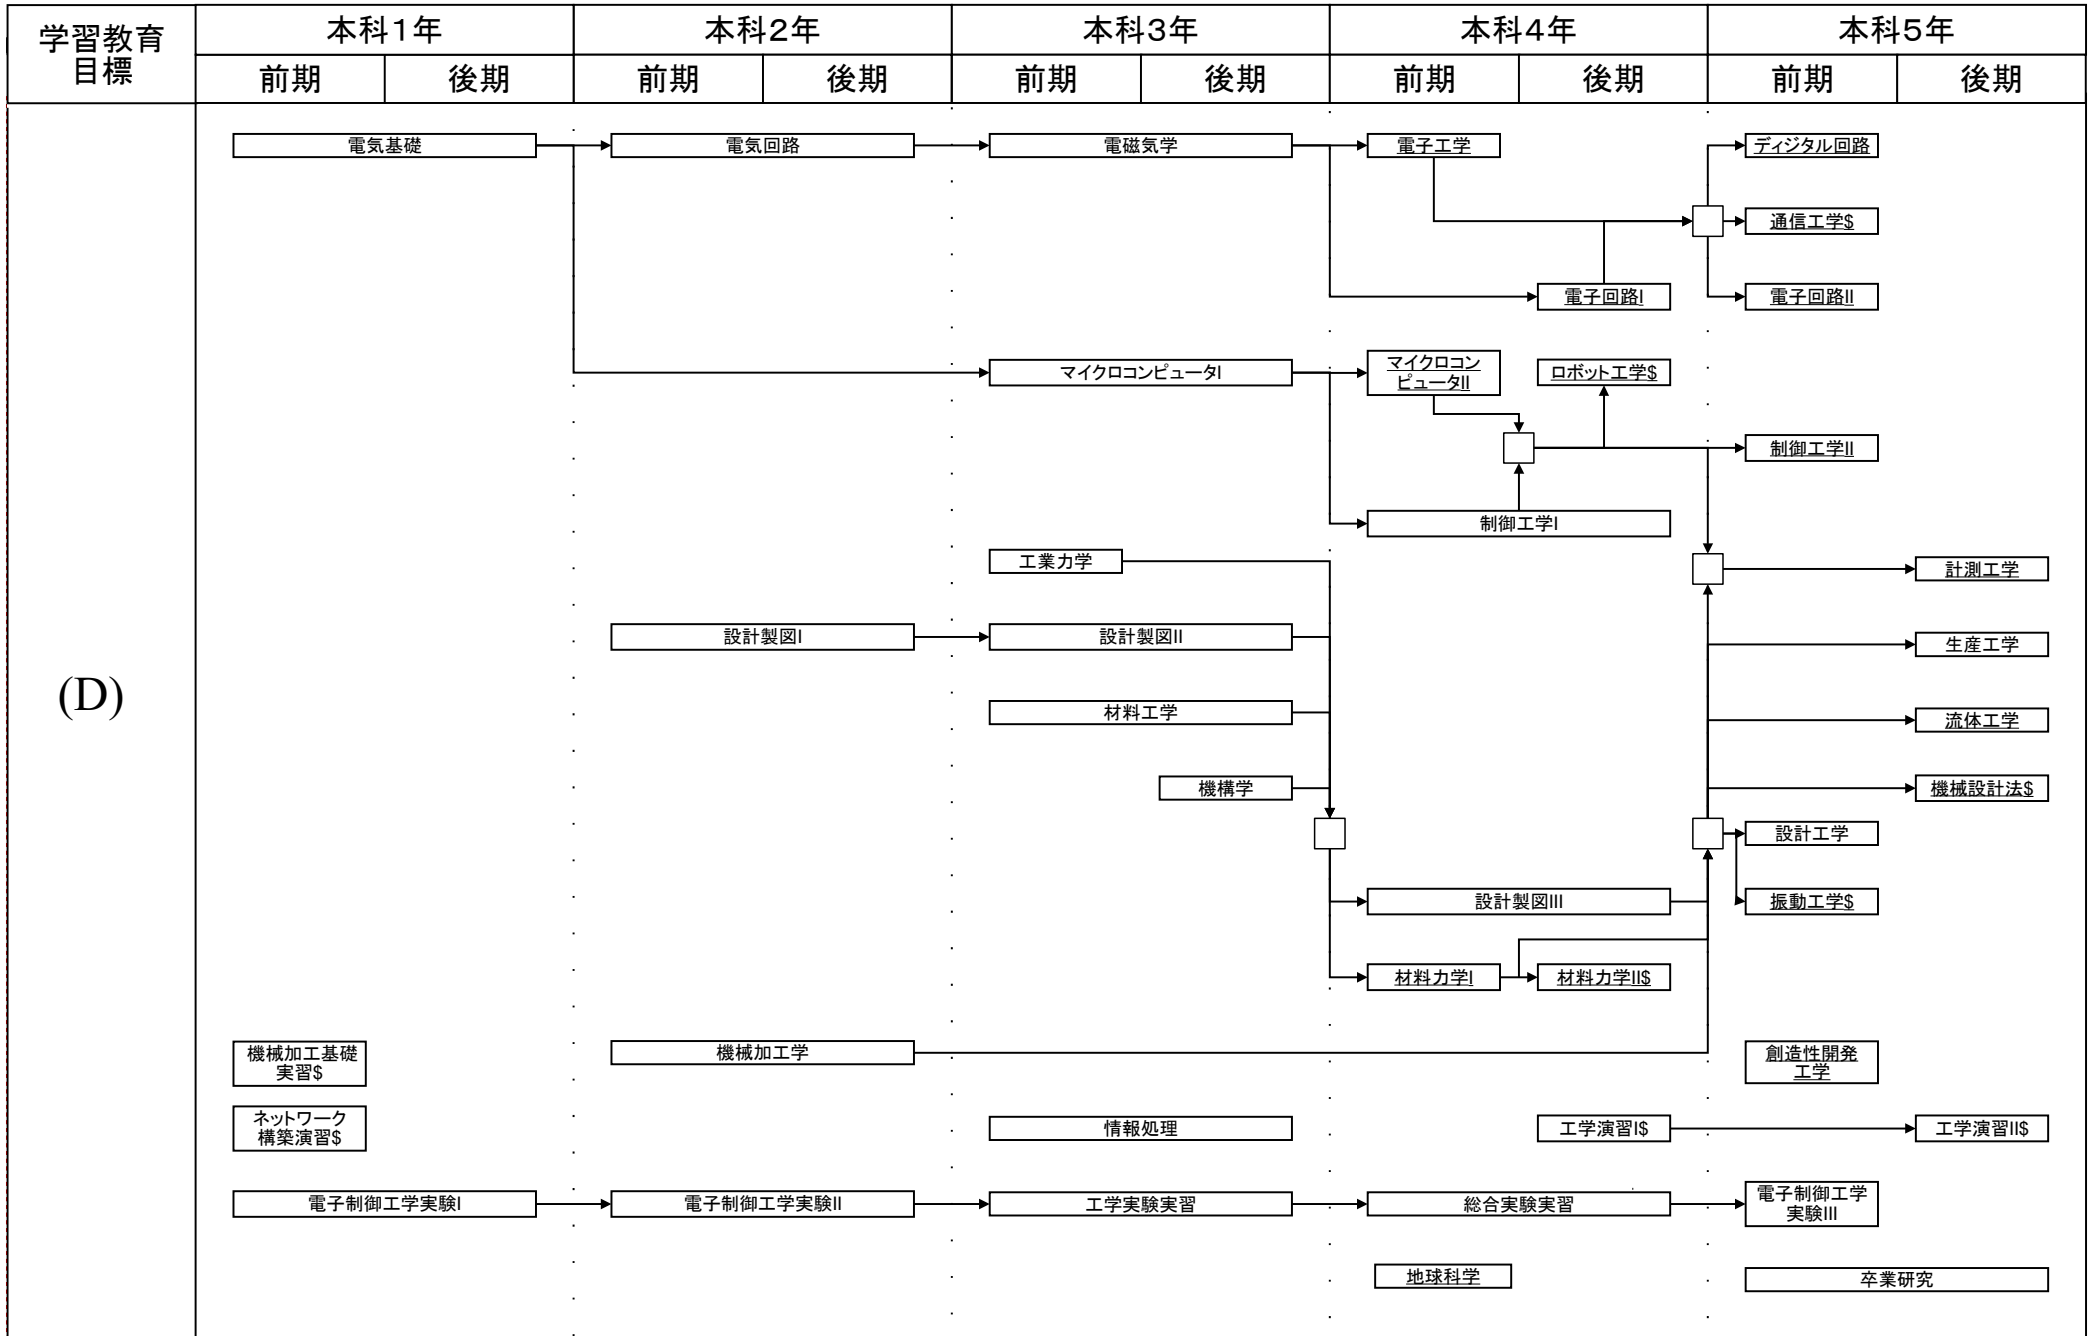 学習教育
目標
本科1年
本科2年
本科3年
本科4年
本科5年
前期
後期
前期
後期
前期
後期
前期
後期
前期
後期
(D)
電気基礎
電気回路
電磁気学
電子工学
ディジタル回路
通信工学$
電子回路I
電子回路II
マイクロコンピュータI
マイクロコン
ピュータII
ロボット工学$
制御工学II
制御工学I
工業力学
計測工学
設計製図I
設計製図II
生産工学
材料工学
流体工学
機構学
機械設計法$
設計工学
設計製図III
振動工学$
材料力学I
材料力学II$
機械加工基礎
実習$
機械加工学
創造性開発
工学
ネットワーク
構築演習$
情報処理
工学演習I$
工学演習II$
電子制御工学実験I
電子制御工学実験II
工学実験実習
総合実験実習
電子制御工学
実験III
地球科学
卒業研究